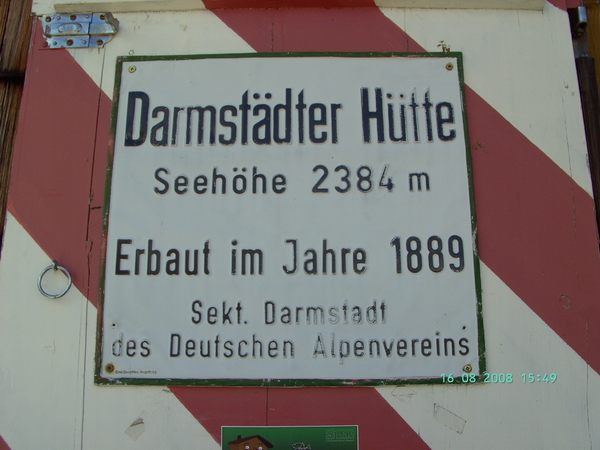 Darmstädter Hütte
Seehöhe 2384 m
Erbaut im Jahre 1889
Sekt. Darmstadt
des Deutschen Alpenvereins
16 08 2008 15:49